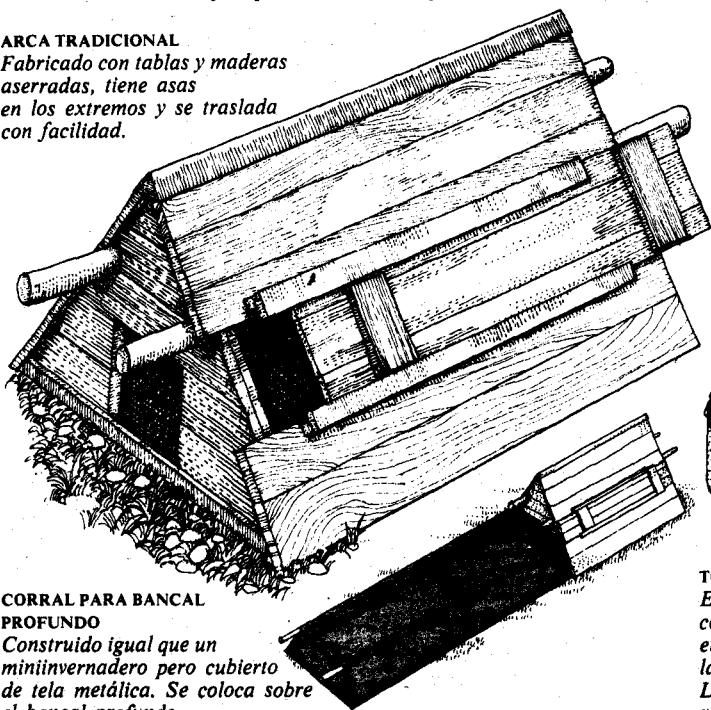 ARCA TRADICIONAL
Fabricado con tablas y maderas
aserradas, tiene asas
en los extremos y se traslada
con facilidad.
CORRAL PARA BANCAL
PROFUNDO
Construido igual que un
miniinvernadero pero cubierto
de tela metálica. Se coloca sobre